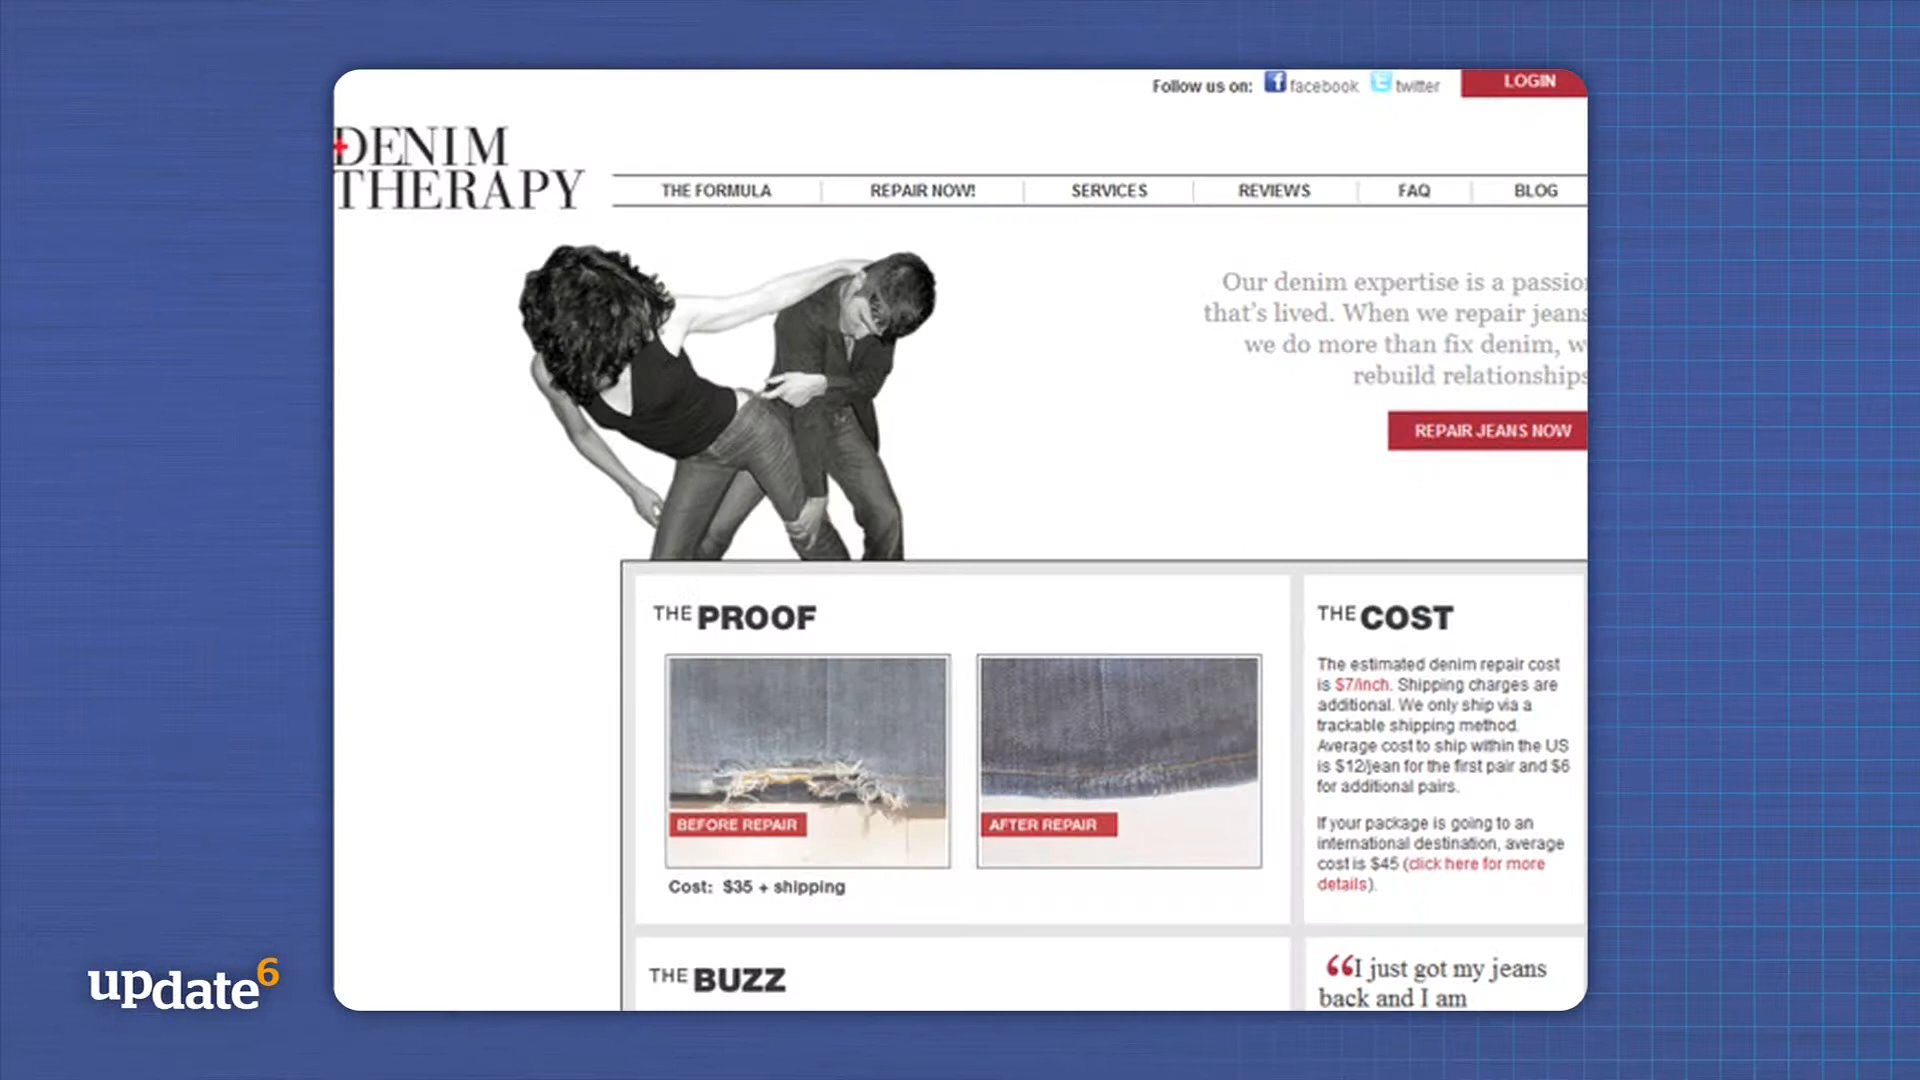 Follow us on: facebook twitter LOGIN
DENIM
THERAPY
THE FORMULA REPAIR NOW! SERVICES REVIEWS FAQ BLOG
Our denim expertise is a passio
that's lived. When we repair jeans
we do more than fix denim, w
rebuild relationships
REPAIR JEANS NOW
THE PROOF
BEFORE REPAIR
AFTER REPAIR
Cost: $35 + shipping
THE COST
The estimated denim repair cost
is $7/inch. Shipping charges are
additional. We only ship via a
trackable shipping method.
Average cost to ship within the US
is $12/jean for the first pair and $6
for additional pairs.
If your package is going to an
international destination, average
cost is $45 (click here for more
details).
THE BUZZ
“I just got my jeans
back and I am
update6